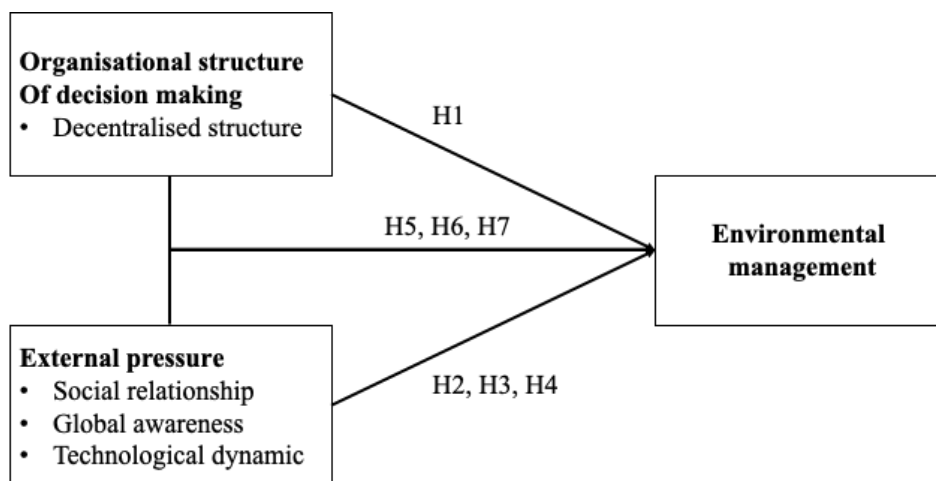 Organisational structure
Of decision making
• Decentralised structure
H1
H5, H6, H7
Environmental
management
External pressure
• Social relationship
• Global awareness
• Technological dynamic
H2, H3, H4